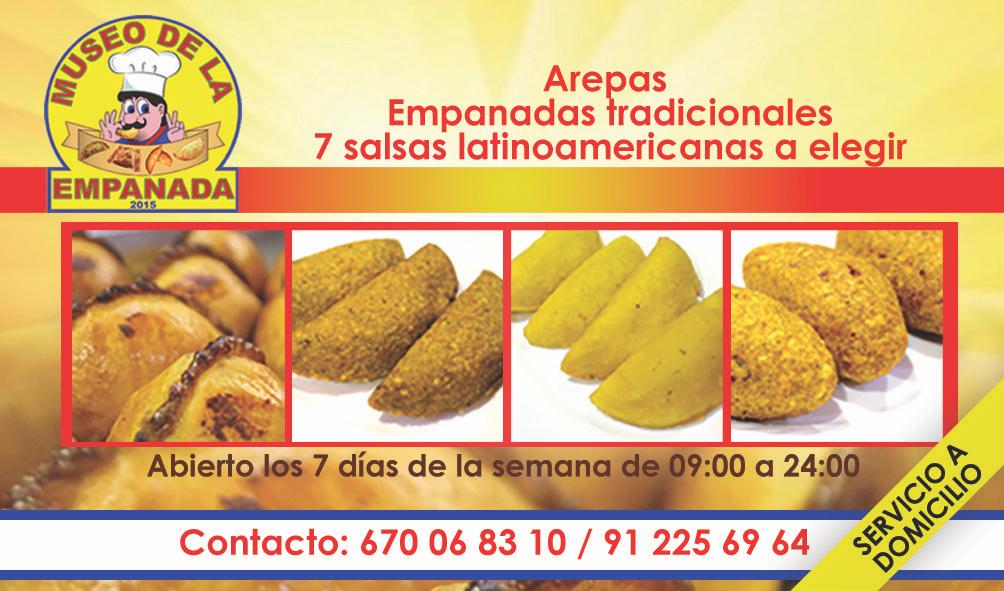 MUSEO DE LA
EMPANADA
2015
Arepas
Empanadas tradicionales
7 salsas latinoamericanas a elegir
Abierto los 7 días de la semana de 09:00 a 24:00
Contacto: 670 06 83 10 / 91 225 69 64
SERVICIO A
DOMICILIO